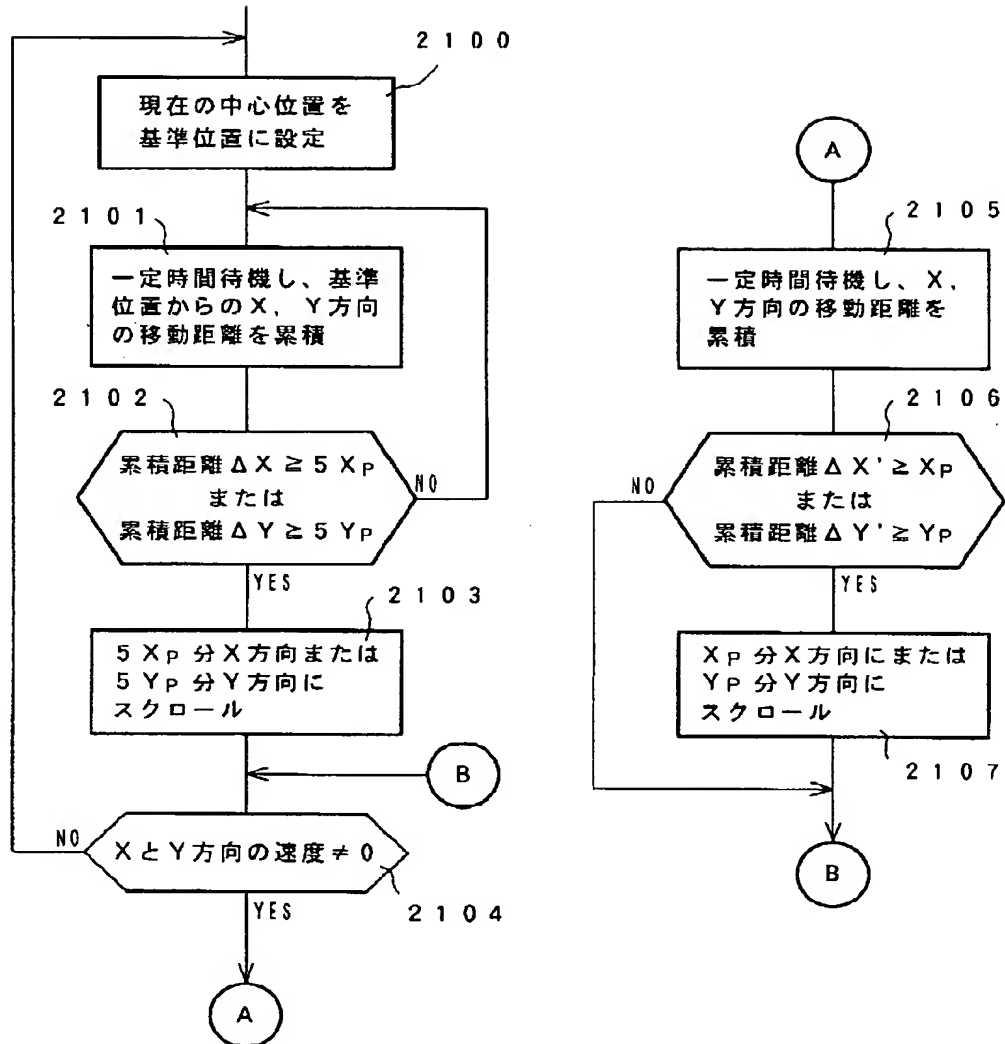 2100
現在の中心位置を
基準位置に設定
2101
一定時間待機し、基準
位置からのX, Y方向
の移動距離を累積
2102
累積距離ΔX≧5XP
または
累積距離ΔY≧5YP
NO
YES
2103
5XP分X方向または
5YP分Y方向に
スクロール
B
NO
XとY方向の速度≠0
2104
YES
A
A
2105
一定時間待機し、X,
Y方向の移動距離を
累積
2106
累積距離ΔX'≧XP
または
累積距離ΔY'≧YP
NO
YES
XP分X方向にまたは
YP分Y方向に
スクロール
2107
B